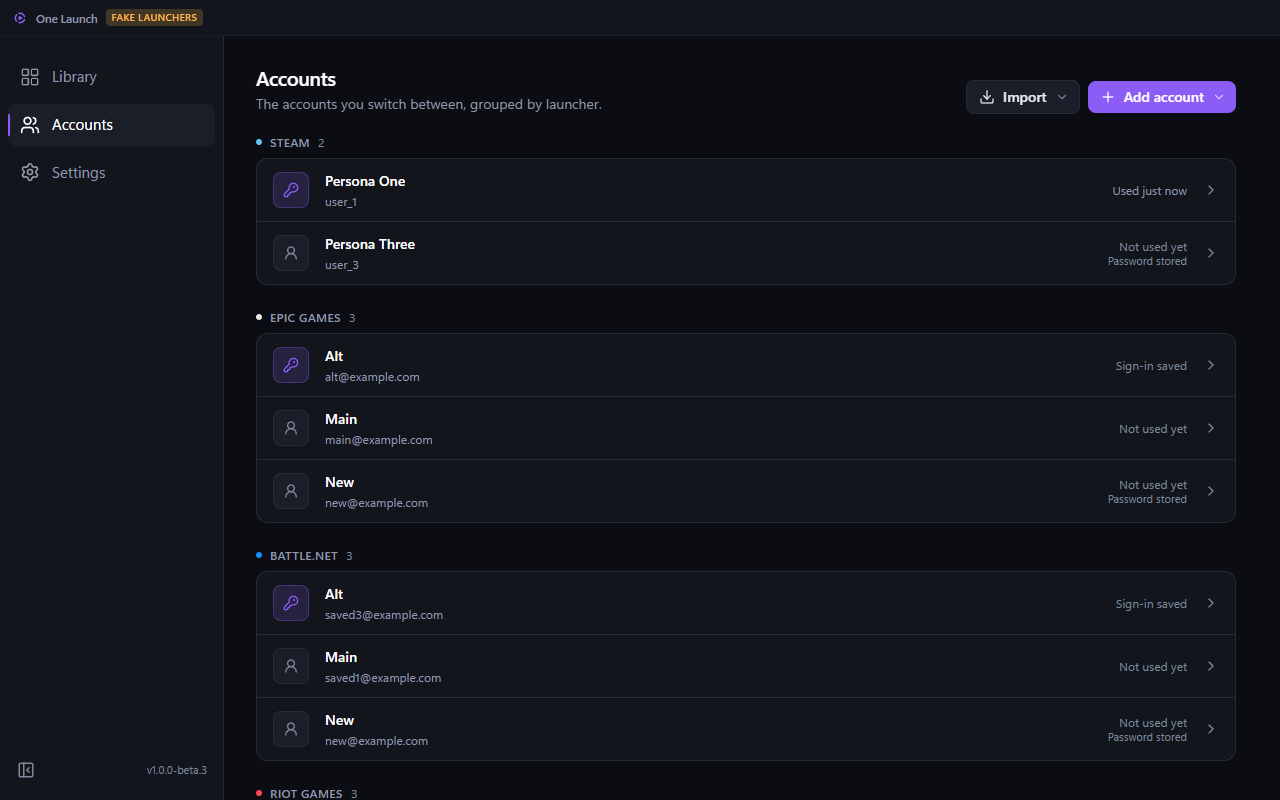 One Launch FAKE LAUNCHERS
Library
Accounts
Settings
v1.0.0-beta.3
Accounts
The accounts you switch between, grouped by launcher.
Import
Add account
STEAM 2
Persona One
user_1
Used just now
Persona Three
user_3
Not used yet
Password stored
EPIC GAMES 3
Alt
alt@example.com
Sign-in saved
Main
main@example.com
Not used yet
New
new@example.com
Not used yet
Password stored
BATTLE.NET 3
Alt
saved3@example.com
Sign-in saved
Main
saved1@example.com
Not used yet
New
new@example.com
Not used yet
Password stored
RIOT GAMES 3